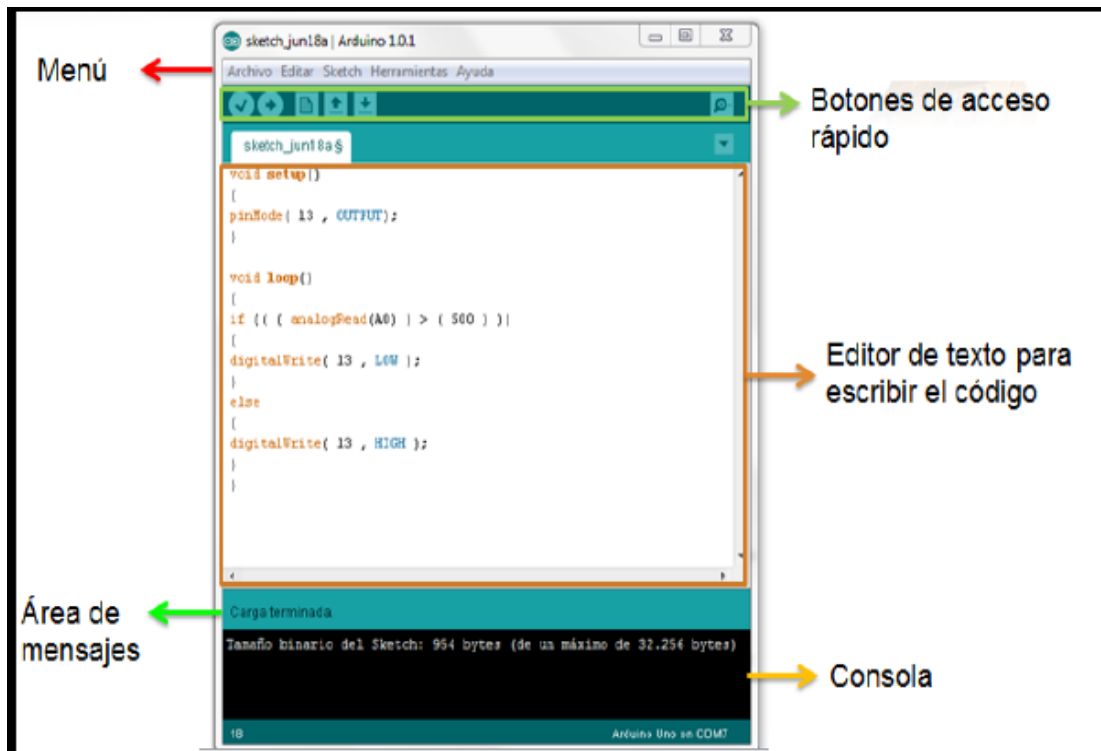 sketch_jun18a | Arduino 1.0.1
Menú
Archivo Editar Sketch Herramientas Ayuda
Botones de acceso
rápido
sketch_jun18a §
void setup()
{
pinMode( 13 , OUTPUT);
}
void loop()
{
if (( ( analogRead(A0) ) > ( 500 ) ))
{
digitalWrite( 13 , LOW );
}
else
{
digitalWrite( 13 , HIGH );
}
}
Editor de texto para
escribir el código
Área de
mensajes
Carga terminada.
Tamaño binario del Sketch: 954 bytes (de un máximo de 32.256 bytes)
Consola
18
Arduino Uno on COM7